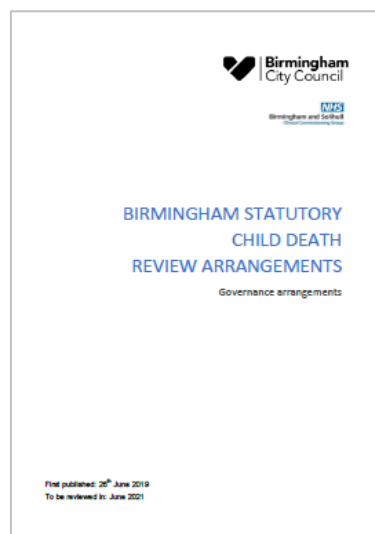 Birmingham
City Council
NHS
Birmingham and Solihull
Clinical Commissioning Group
BIRMINGHAM STATUTORY
CHILD DEATH
REVIEW ARRANGEMENTS
Governance arrangements
First published: 26th June 2019
To be reviewed in: June 2021